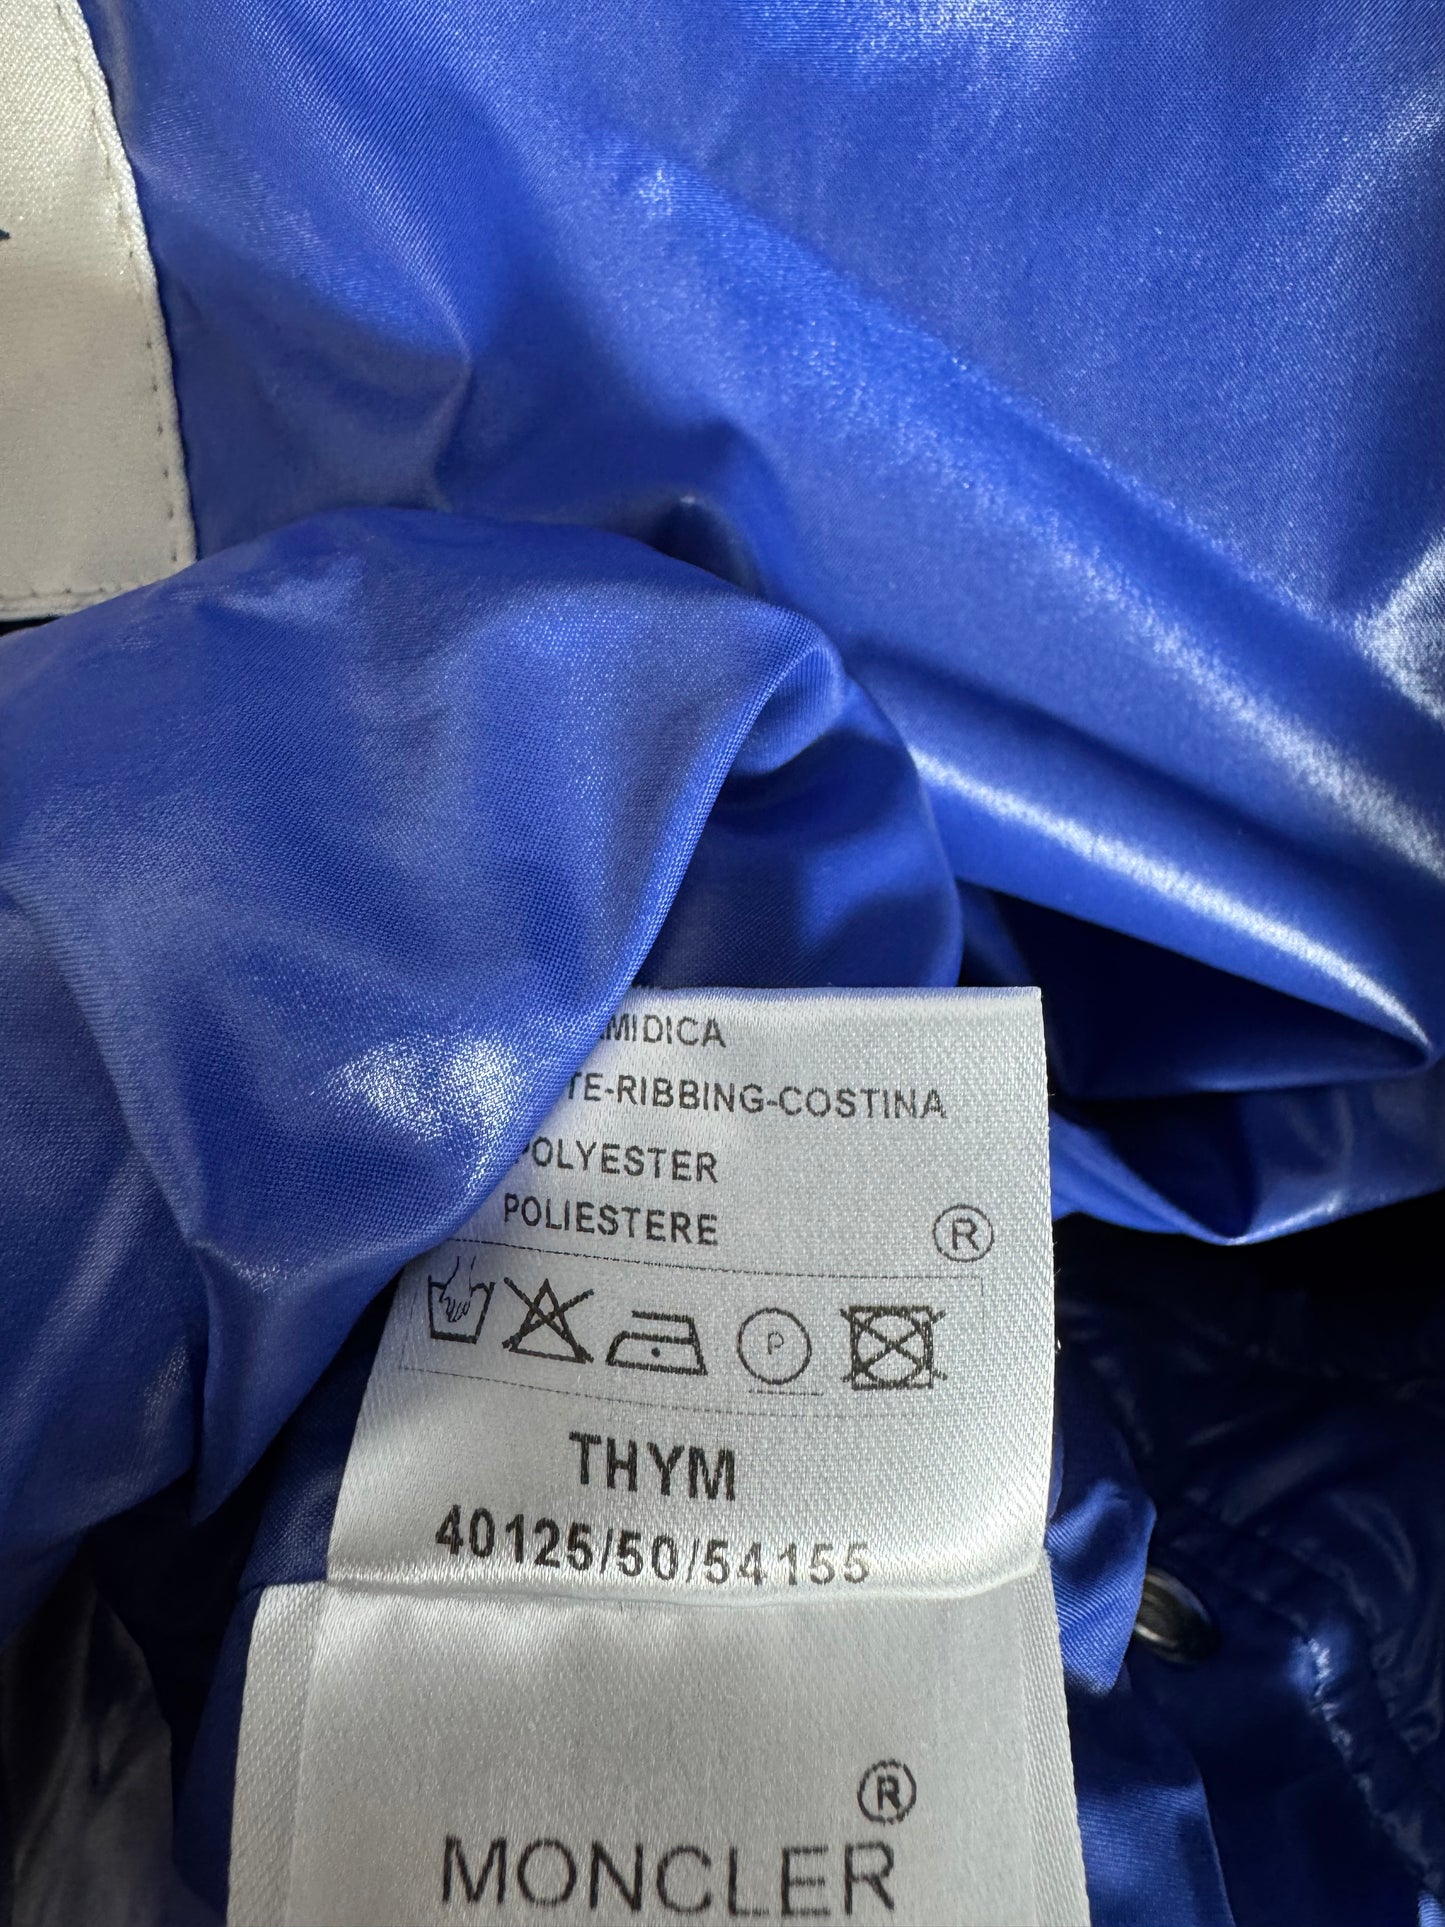 MIDICA
TE-RIBBING-COSTINA
POLYESTER
POLIESTERE
®
P
THYM
40125/50/54155
®
MONCLER